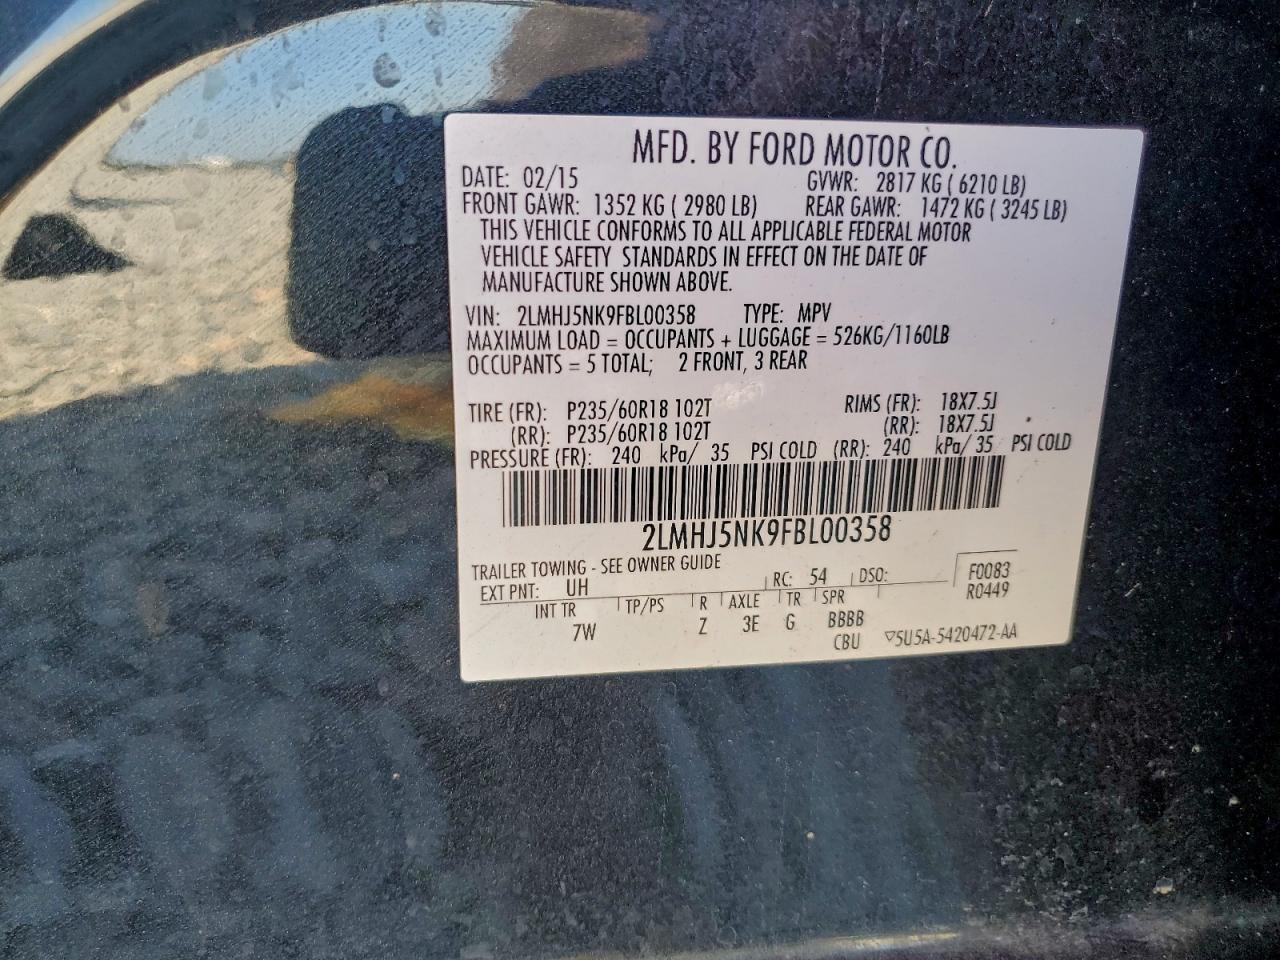 MFD. BY FORD MOTOR CO.
DATE: 02/15 GVWR: 2817 KG ( 6210 LB)
FRONT GAWR: 1352 KG ( 2980 LB) REAR GAWR: 1472 KG ( 3245 LB)
THIS VEHICLE CONFORMS TO ALL APPLICABLE FEDERAL MOTOR
VEHICLE SAFETY STANDARDS IN EFFECT ON THE DATE OF
MANUFACTURE SHOWN ABOVE.
VIN: 2LMHJ5NK9FBL00358 TYPE: MPV
MAXIMUM LOAD = OCCUPANTS + LUGGAGE = 526KG/1160LB
OCCUPANTS = 5 TOTAL; 2 FRONT, 3 REAR
TIRE (FR): P235/60R18 102T RIMS (FR): 18X7.5J
(RR): P235/60R18 102T (RR): 18X7.5J
PRESSURE (FR): 240 kPa/ 35 PSI COLD (RR): 240 kPa/ 35 PSI COLD
2LMHJ5NK9FBL00358
TRAILER TOWING - SEE OWNER GUIDE
EXT PNT: UH RC: 54 DSO: F0083
R0449
INT TR TP/PS R AXLE TR SPR
7W Z 3E G BBBB
CBU ▽5U5A-5420472-AA